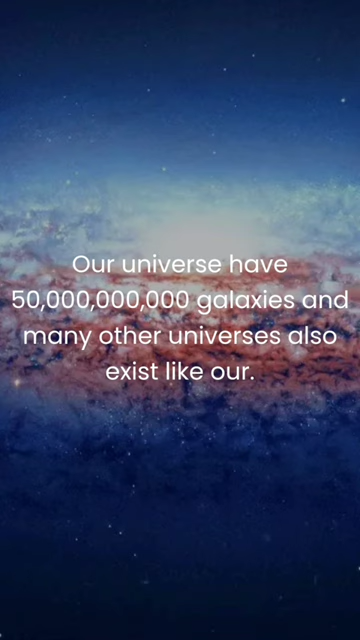 Our universe have
50,000,000,000 galaxies and
many other universes also
exist like our.